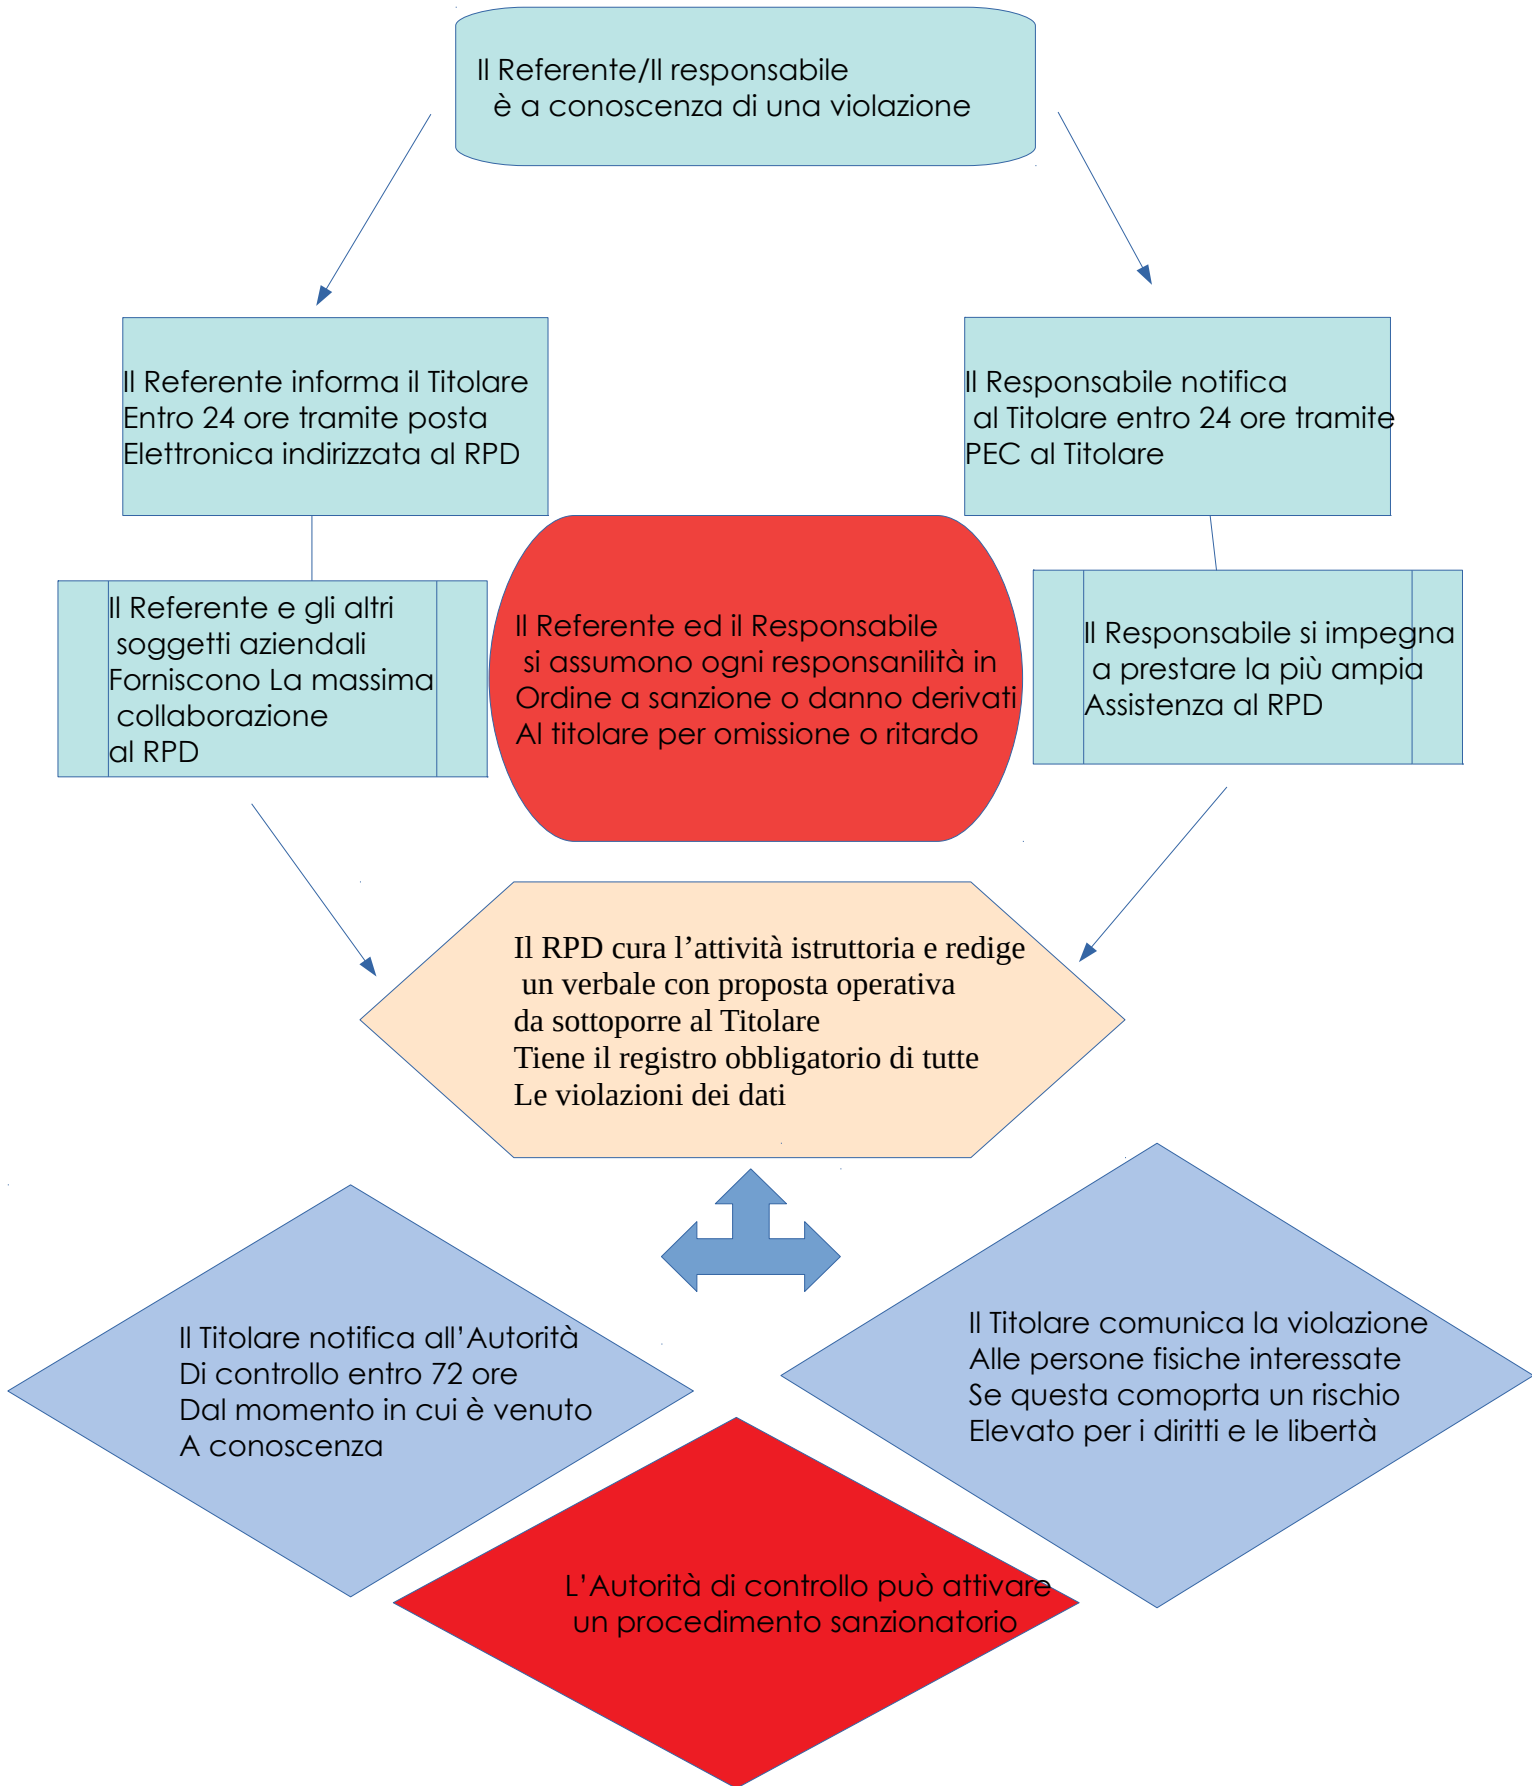 Il Referente/Il responsabile
è a conoscenza di una violazione
Il Referente informa il Titolare
Entro 24 ore tramite posta
Elettronica indirizzata al RPD
Il Responsabile notifica
al Titolare entro 24 ore tramite
PEC al Titolare
Il Referente e gli altri
soggetti aziendali
Forniscono La massima
collaborazione
al RPD
Il Referente ed il Responsabile
si assumono ogni responsanilità in
Ordine a sanzione o danno derivati
Al titolare per omissione o ritardo
Il Responsabile si impegna
a prestare la più ampia
Assistenza al RPD
Il RPD cura l’attività istruttoria e redige
un verbale con proposta operativa
da sottoporre al Titolare
Tiene il registro obbligatorio di tutte
Le violazioni dei dati
Il Titolare notifica all’Autorità
Di controllo entro 72 ore
Dal momento in cui è venuto
A conoscenza
Il Titolare comunica la violazione
Alle persone fisiche interessate
Se questa comoprta un rischio
Elevato per i diritti e le libertà
L’Autorità di controllo può attivare
un procedimento sanzionatorio